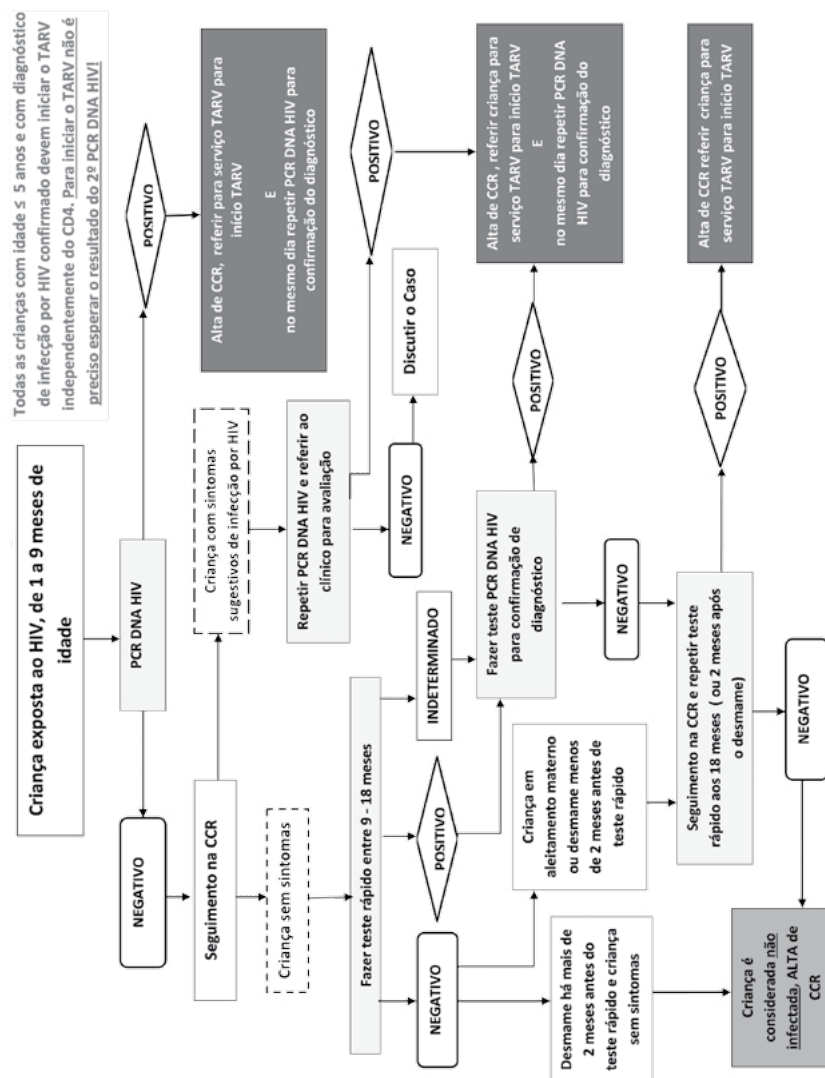 Todas as crianças com idade ≤ 5 anos e com diagnóstico
de infecção por HIV confirmado devem iniciar o TARV
independentemente do CD4. Para iniciar o TARV não é
preciso esperar o resultado do 2º PCR DNA HIV!
Criança exposta ao HIV, de 1 a 9 meses de
idade
PCR DNA HIV
NEGATIVO
POSITIVO
Alta de CCR, referir para serviço TARV para
início TARV
E
no mesmo dia repetir PCR DNA HIV para
confirmação do diagnóstico
Seguimento na CCR
Criança com sintomas
sugestivos de infecção por HIV
Criança sem sintomas
Repetir PCR DNA HIV e referir ao
clínico para avaliação
POSITIVO
NEGATIVO
Discutir o Caso
Fazer teste rápido entre 9 - 18 meses
NEGATIVO
POSITIVO
INDETERMINADO
Fazer teste PCR DNA HIV
para confirmação de
diagnóstico
POSITIVO
Alta de CCR , referir criança para
serviço TARV para início TARV
E
no mesmo dia repetir PCR DNA
HIV para confirmação do
diagnóstico
NEGATIVO
Desmame há mais de
2 meses antes do
teste rápido e criança
sem sintomas
Criança em
aleitamento materno
ou desmame menos
de 2 meses antes de
teste rápido
Seguimento na CCR e repetir teste
rápido aos 18 meses ( ou 2 meses após
o desmame)
POSITIVO
Alta de CCR referir criança para
serviço TARV para início TARV
NEGATIVO
Criança é
considerada não
infectada, ALTA de
CCR